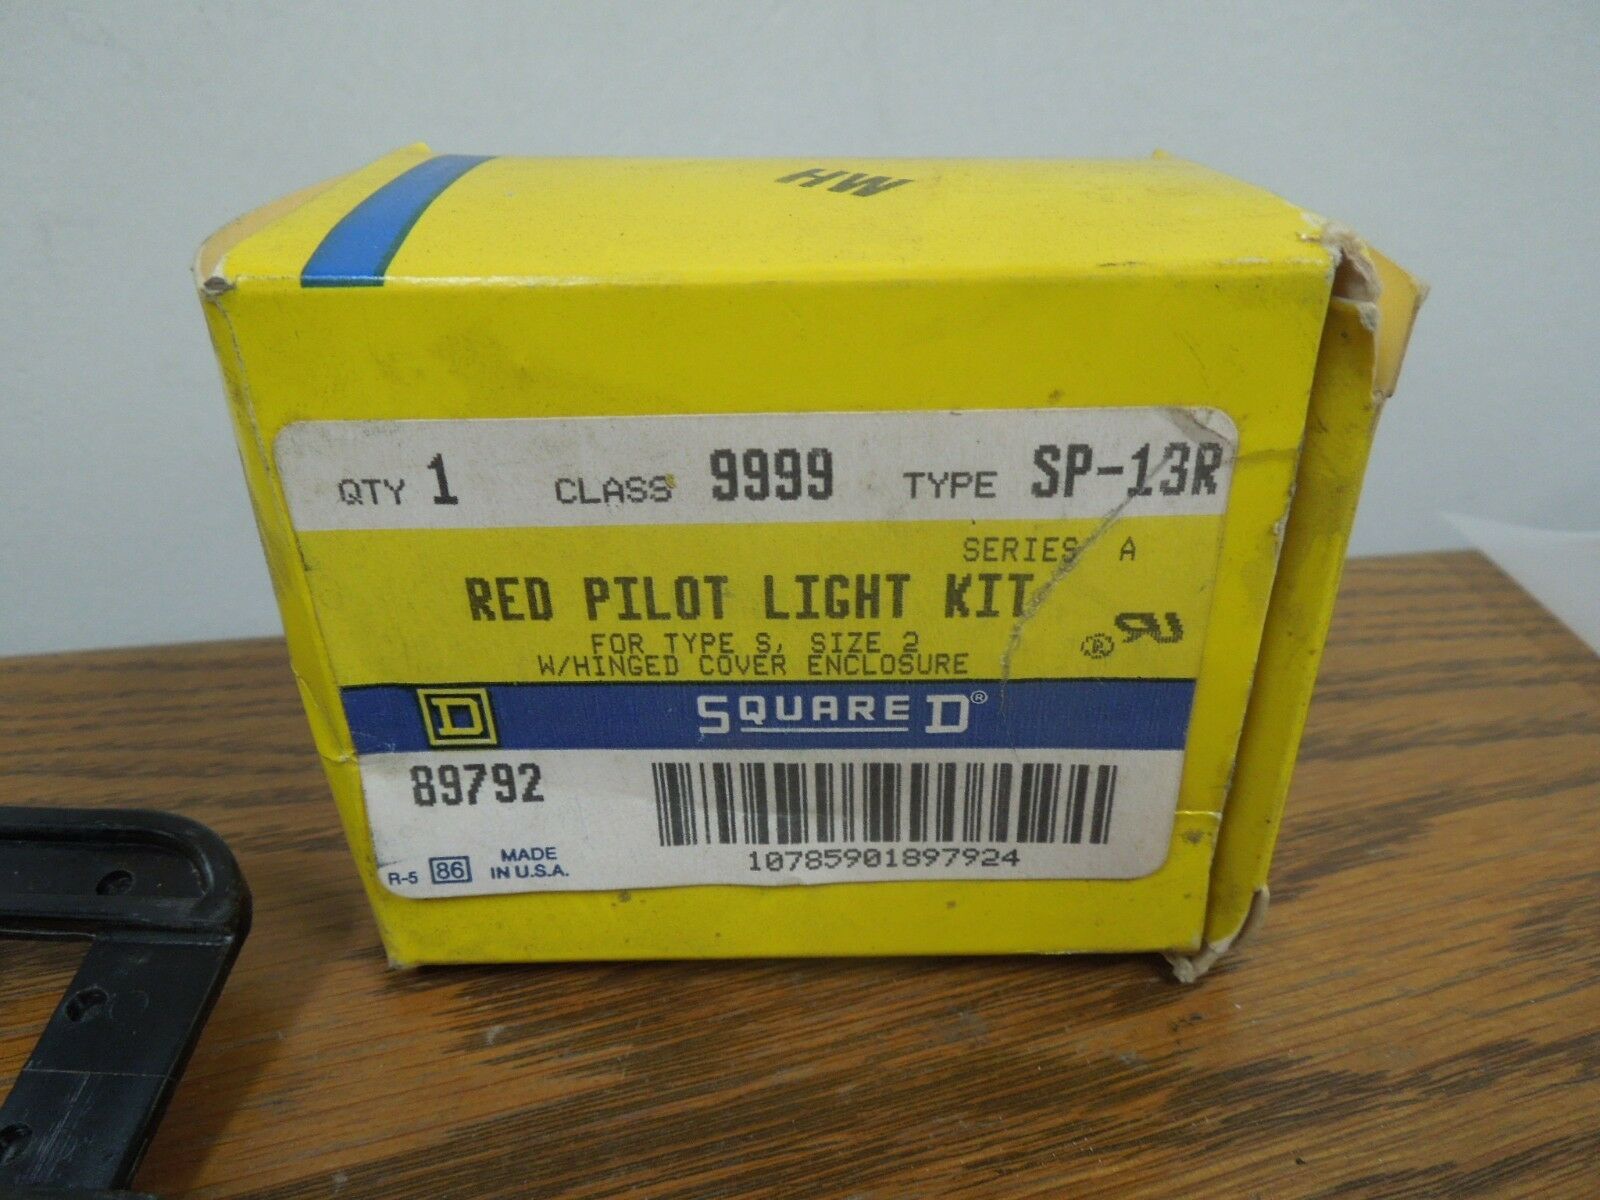 HW
QTY 1 CLASS 9999 TYPE SP-13R
SERIES A
RED PILOT LIGHT KIT
FOR TYPE S, SIZE 2
W/HINGED COVER ENCLOSURE
D SQUARE D®
89792
R-5 86 MADE IN U.S.A.
10785901897924